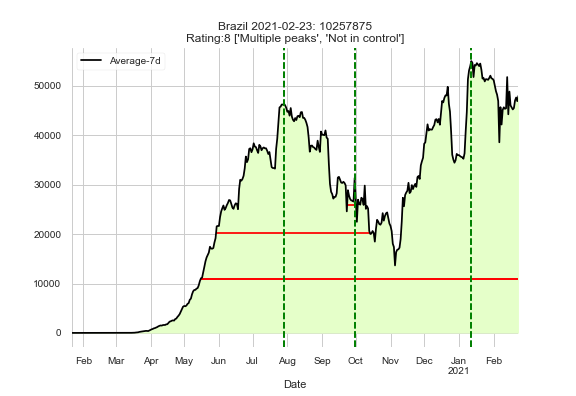 Brazil 2021-02-23: 10257875
Rating:8 ['Multiple peaks', 'Not in control']
Average-7d
50000
40000
30000
20000
10000
0
Feb Mar Apr May Jun Jul Aug Sep Oct Nov Dec Jan Feb
2021
Date